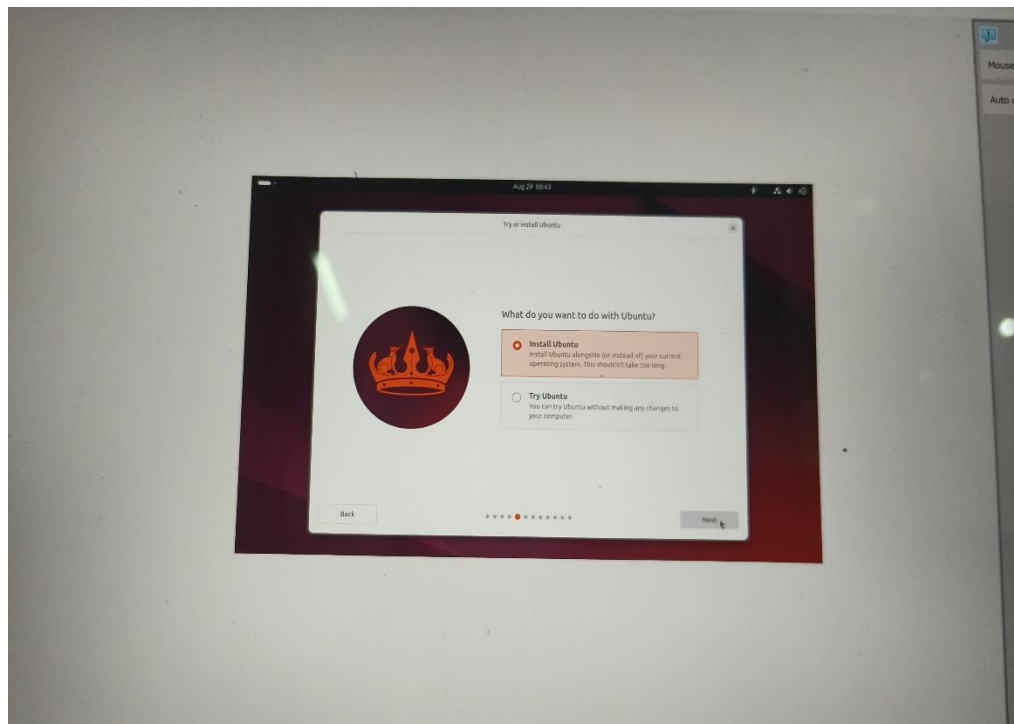 Mouse
Auto
Aug 29 08:43
Try or install Ubuntu
What do you want to do with Ubuntu?
Install Ubuntu
Install Ubuntu alongside (or instead of) your current
operating system. This shouldn't take too long.
Try Ubuntu
You can try Ubuntu without making any changes to
your computer.
Back
Next